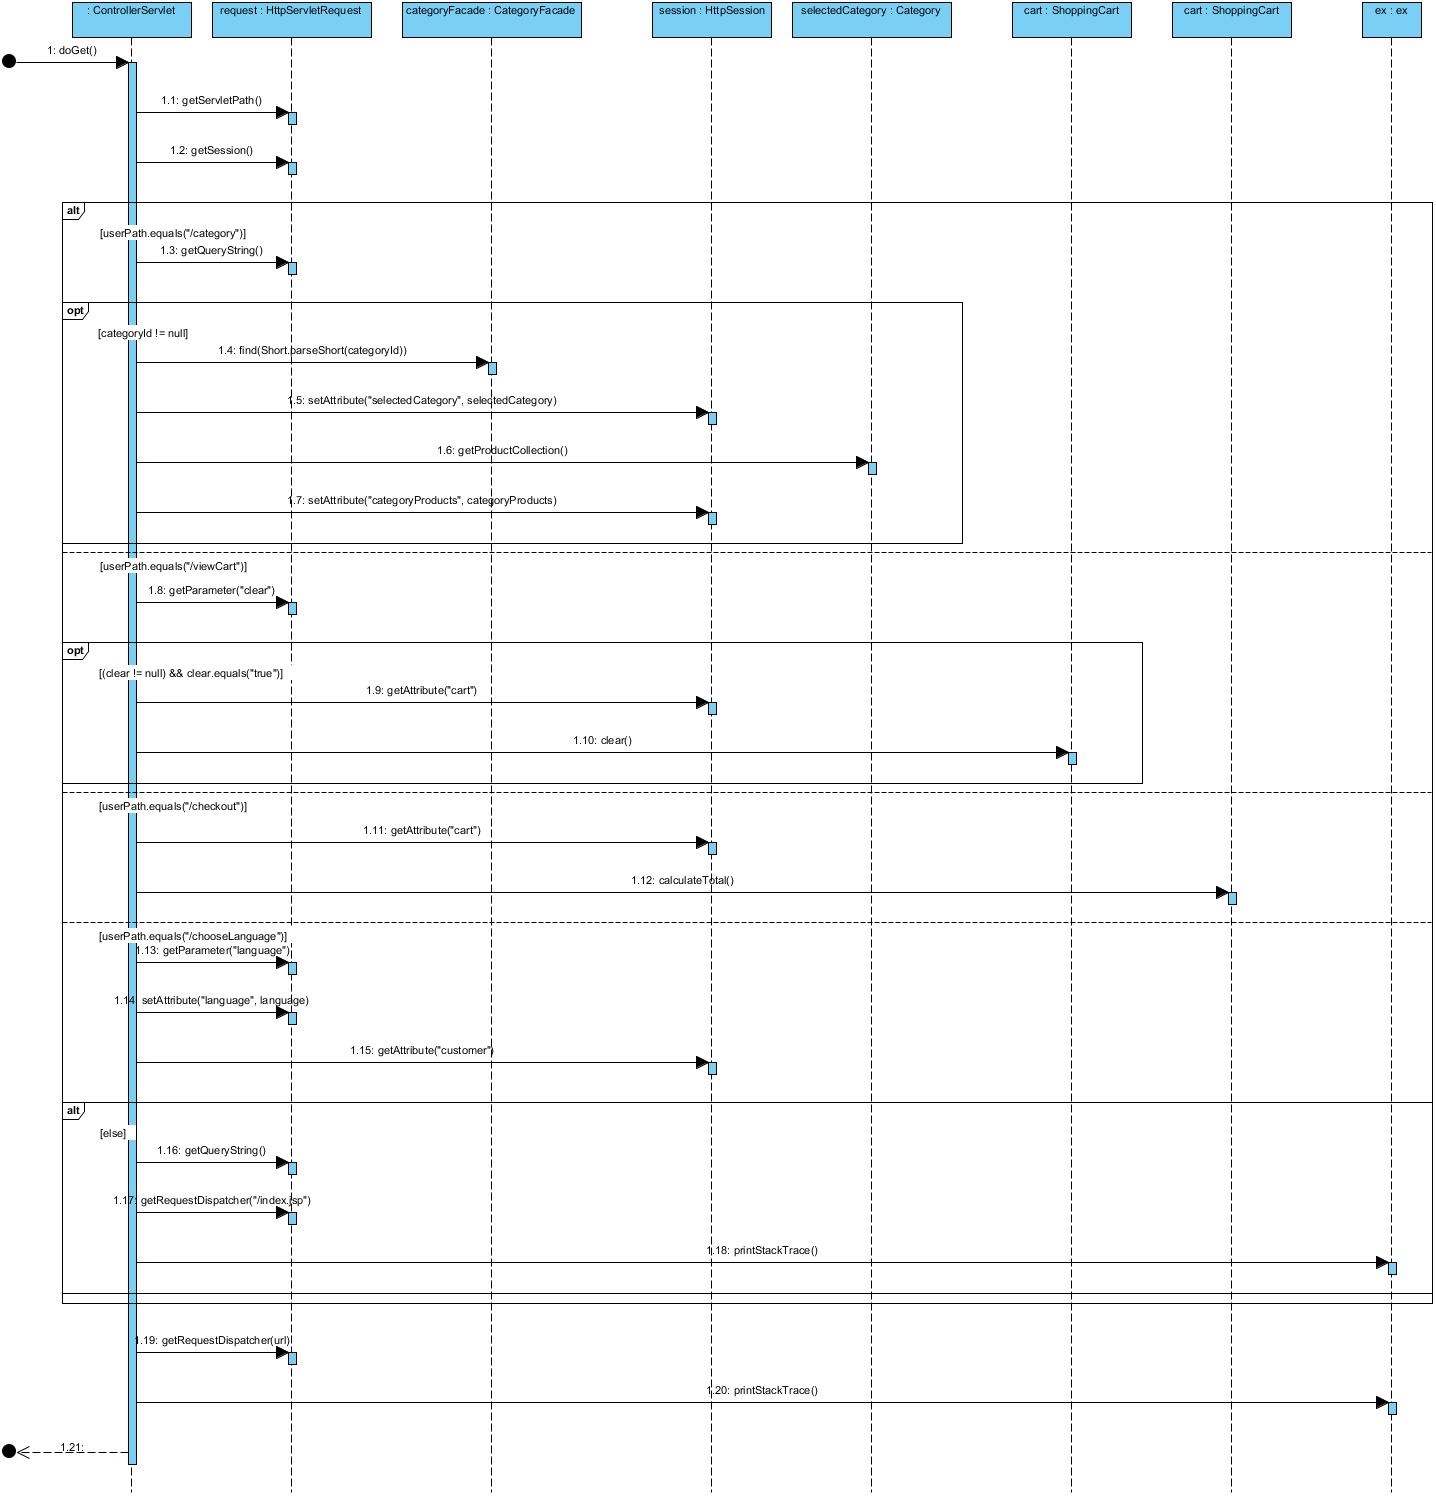 : ControllerServlet
request : HttpServletRequest
categoryFacade : CategoryFacade
session : HttpSession
selectedCategory : Category
cart : ShoppingCart
cart : ShoppingCart
ex : ex
1: doGet()
1.1: getServletPath()
1.2: getSession()
alt
[userPath.equals("/category")]
1.3: getQueryString()
opt
[categoryId != null]
1.4: find(Short.parseShort(categoryId))
1.5: setAttribute("selectedCategory", selectedCategory)
1.6: getProductCollection()
1.7: setAttribute("categoryProducts", categoryProducts)
[userPath.equals("/viewCart")]
1.8: getParameter("clear")
opt
[(clear != null) && clear.equals("true")]
1.9: getAttribute("cart")
1.10: clear()
[userPath.equals("/checkout")]
1.11: getAttribute("cart")
1.12: calculateTotal()
[userPath.equals("/chooseLanguage")]
1.13: getParameter("language")
1.14: setAttribute("language", language)
1.15: getAttribute("customer")
alt
[else]
1.16: getQueryString()
1.17: getRequestDispatcher("/index.jsp")
1.18: printStackTrace()
1.19: getRequestDispatcher(url)
1.20: printStackTrace()
1.21: